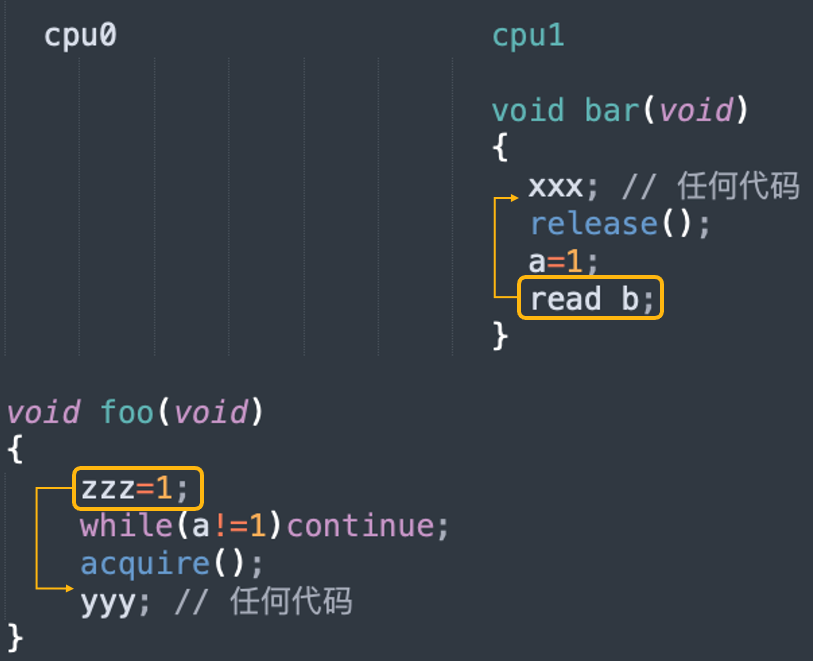 cpu0
cpu1
void bar(void)
{
xxx; // 任何代码
release();
a=1;
read b;
}
void foo(void)
{
zzz=1;
while(a!=1)continue;
acquire();
yyy; // 任何代码
}